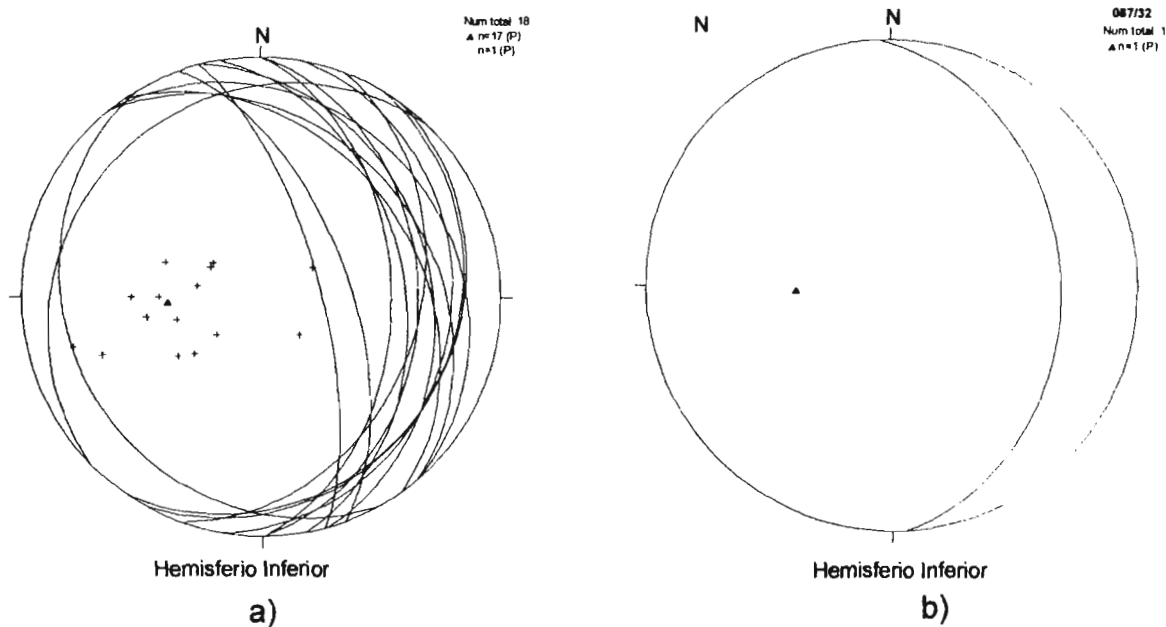 N
Num total 18
▲ n=17 (P)
n=1 (P)
Hemisferio Inferior
a)
N
N
087/32
Num total 1
▲ n=1 (P)
Hemisferio Inferior
b)